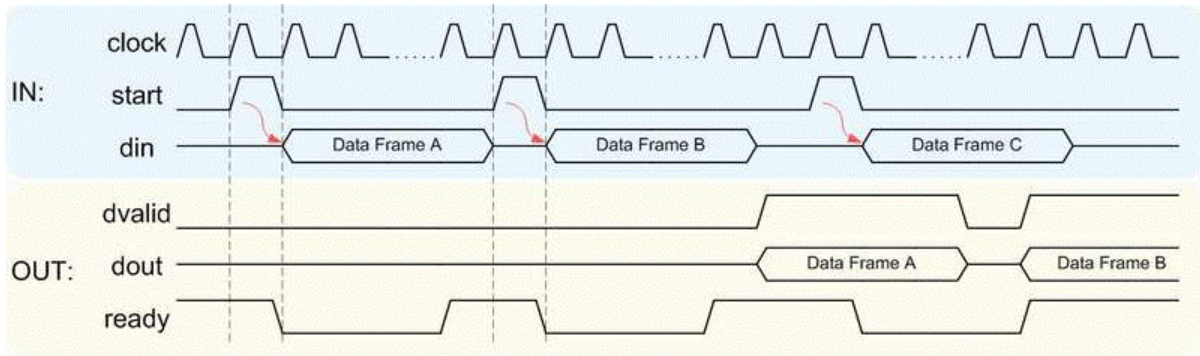 clock
IN:
start
din
Data Frame A
Data Frame B
Data Frame C
dvalid
OUT:
dout
Data Frame A
Data Frame B
ready